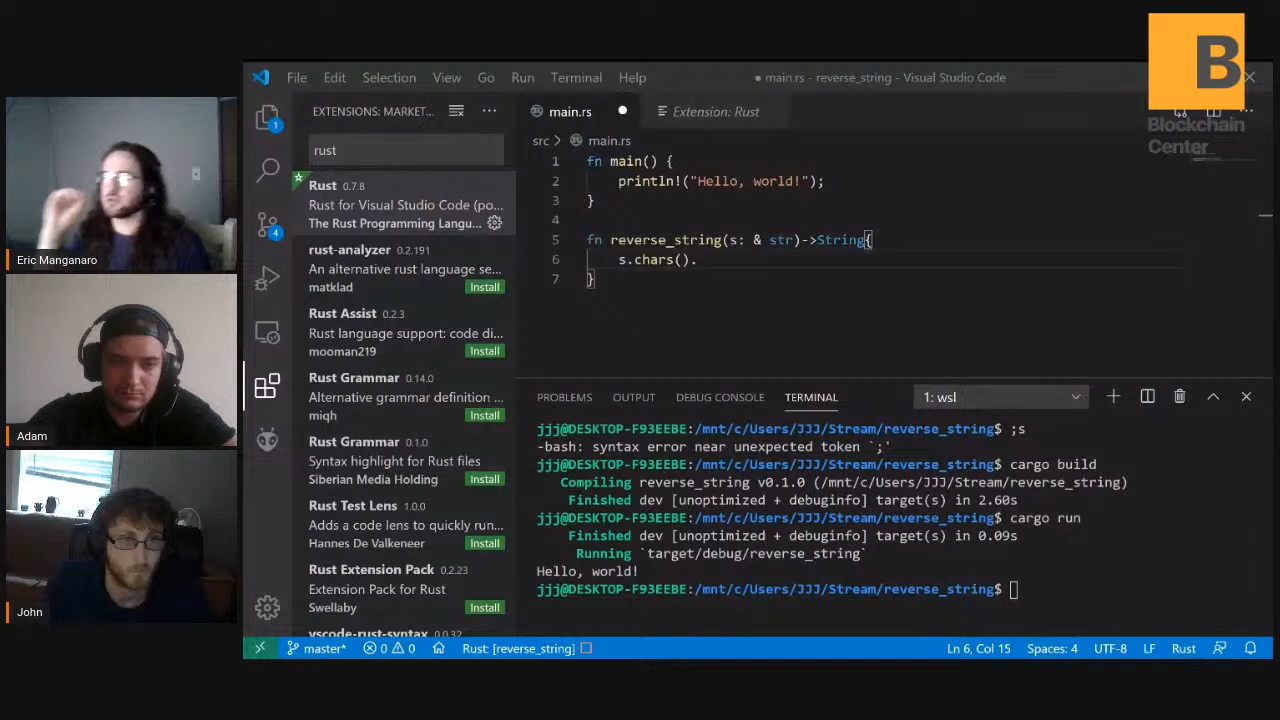 B
Blockchain
Center
Eric Manganaro
Adam
John
File Edit Selection View Go Run Terminal Help
● main.rs - reverse_string - Visual Studio Code
EXTENSIONS: MARKET...
rust
Rust 0.7.8
Rust for Visual Studio Code (po...
The Rust Programming Langu...
rust-analyzer 0.2.191
An alternative rust language se...
matklad Install
Rust Assist 0.2.3
Rust language support: code di...
mooman219 Install
Rust Grammar 0.14.0
Alternative grammar definition ...
miqh Install
Rust Grammar 0.1.0
Syntax highlight for Rust files
Siberian Media Holding Install
Rust Test Lens 1.0.0
Adds a code lens to quickly run...
Hannes De Valkeneer Install
Rust Extension Pack 0.2.23
Extension Pack for Rust
Swellaby Install
vscode-rust-syntax 0.0.32
1
4
main.rs ● Extension: Rust
src > main.rs
1 fn main() {
2 println!("Hello, world!");
3 }
4
5 fn reverse_string(s: & str)->String{
6 s.chars().
7 }
PROBLEMS OUTPUT DEBUG CONSOLE TERMINAL 1: wsl
jjj@DESKTOP-F93EEBE:/mnt/c/Users/JJJ/Stream/reverse_string$ ;s
-bash: syntax error near unexpected token `;'
jjj@DESKTOP-F93EEBE:/mnt/c/Users/JJJ/Stream/reverse_string$ cargo build
Compiling reverse_string v0.1.0 (/mnt/c/Users/JJJ/Stream/reverse_string)
Finished dev [unoptimized + debuginfo] target(s) in 2.60s
jjj@DESKTOP-F93EEBE:/mnt/c/Users/JJJ/Stream/reverse_string$ cargo run
Finished dev [unoptimized + debuginfo] target(s) in 0.09s
Running `target/debug/reverse_string`
Hello, world!
jjj@DESKTOP-F93EEBE:/mnt/c/Users/JJJ/Stream/reverse_string$
master* 0 0 Rust: [reverse_string] Ln 6, Col 15 Spaces: 4 UTF-8 LF Rust